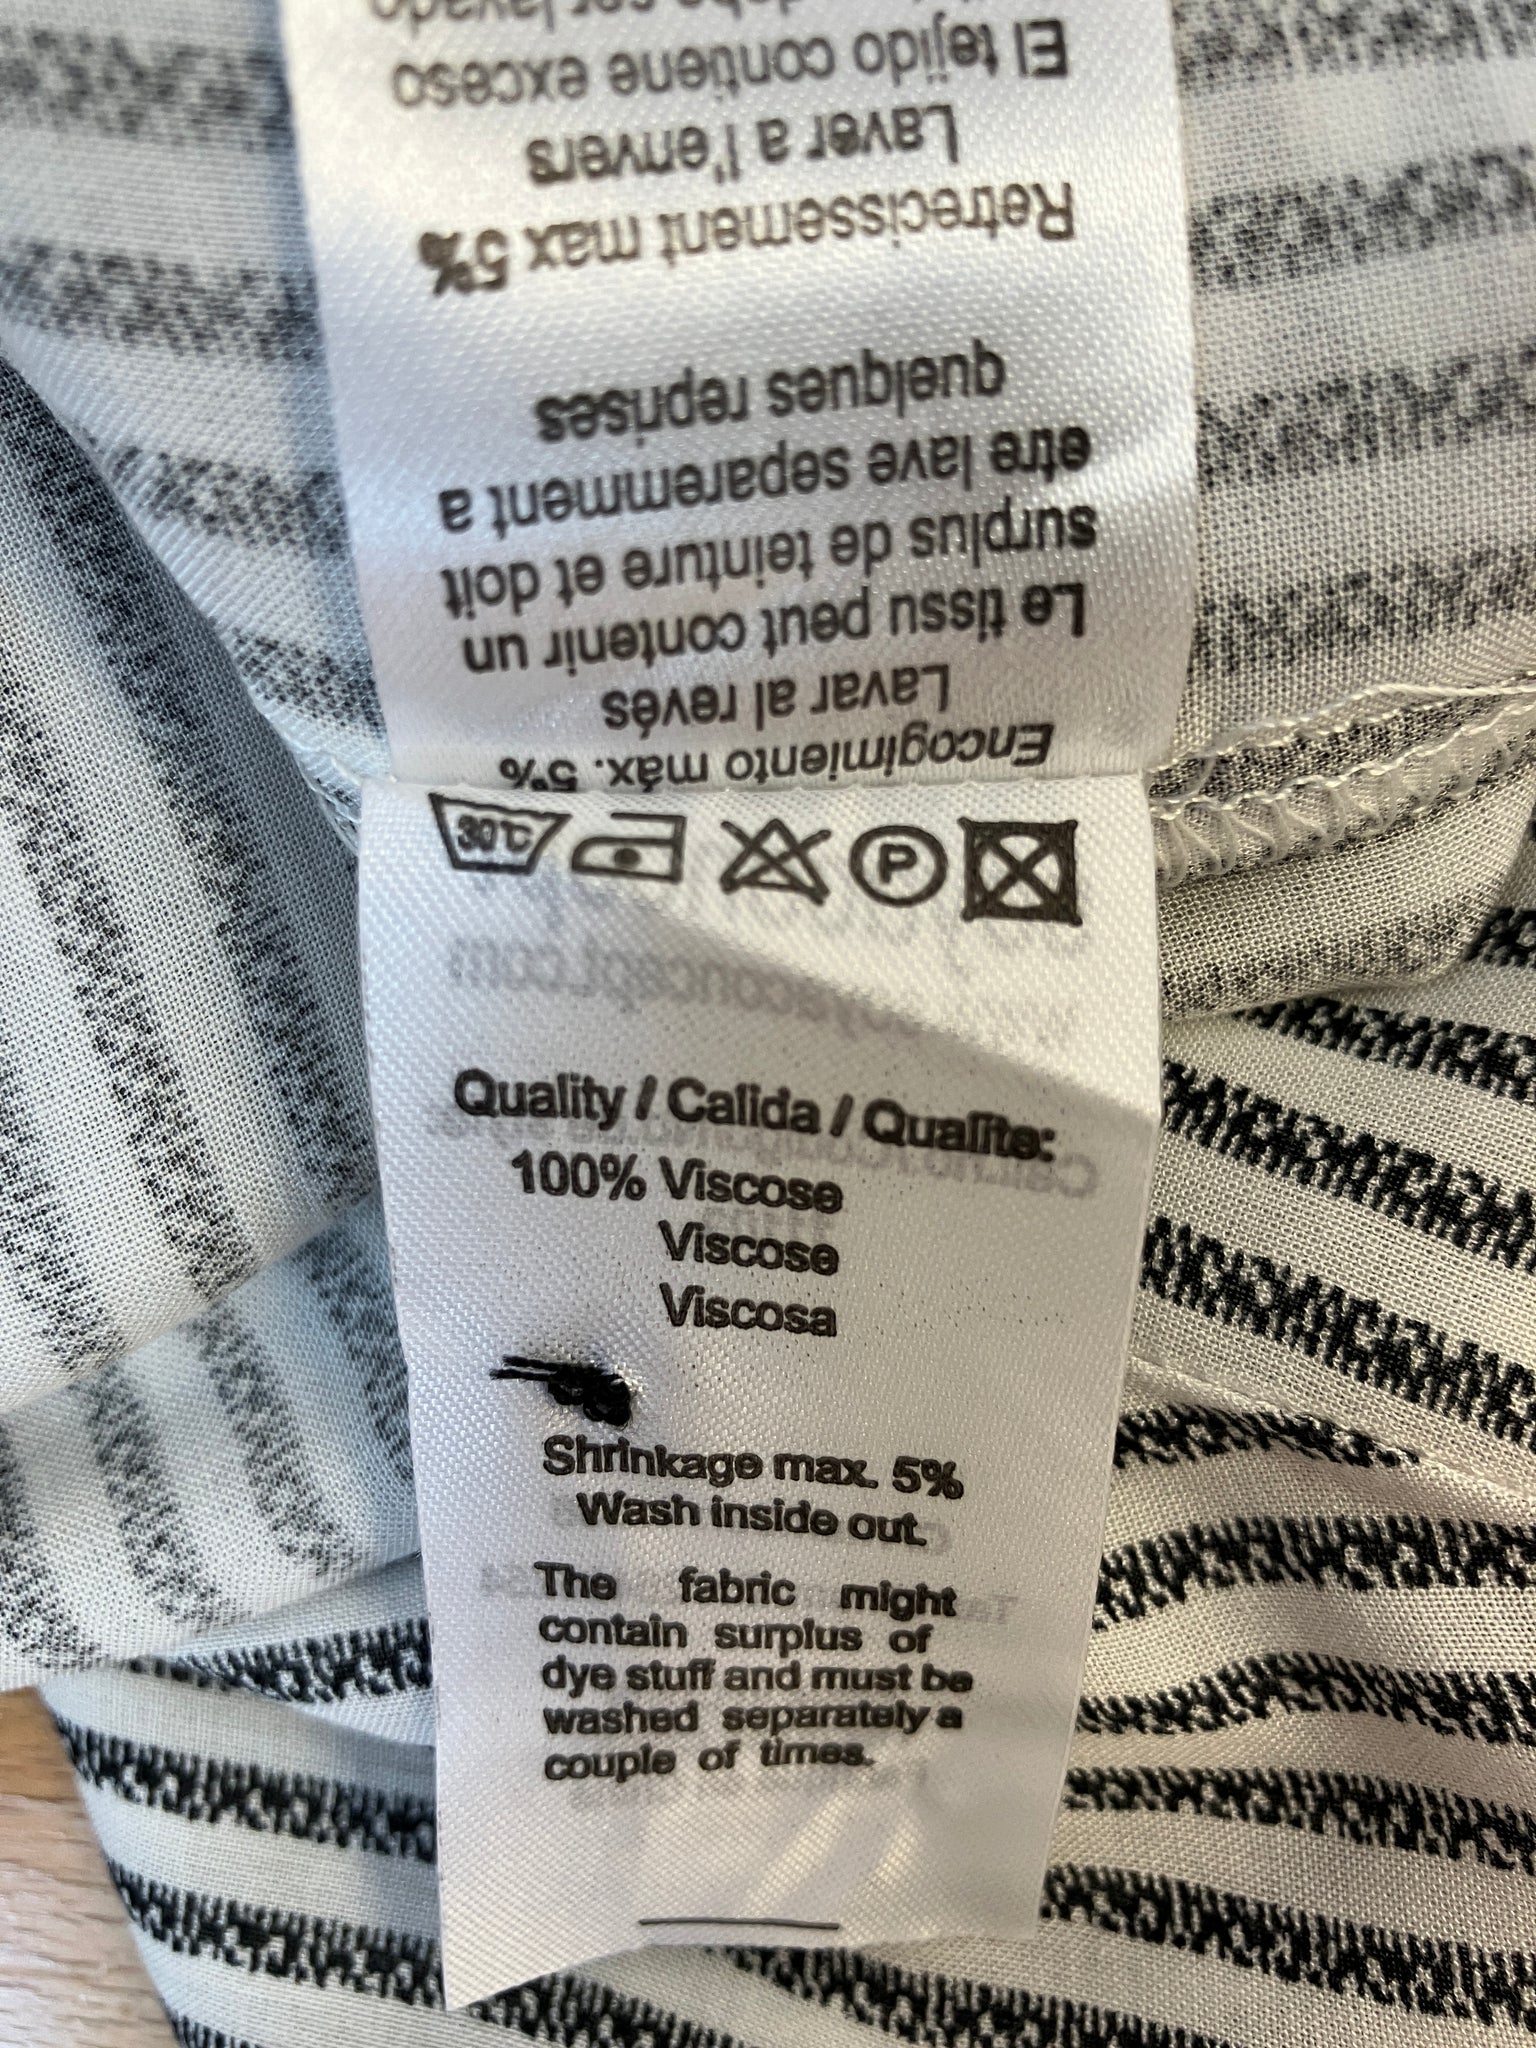 Encogimiento máx. 5%
Lavar al revés
Le tissu peut contenir un
surplus de teinture et doit
etre lave separemment a
quelques reprises
Retrecissement max 5%
Laver a l'envers
El tejido contiene exceso
debe ser lavado
30°C
P
Quality / Calida / Qualite:
100% Viscose
Viscose
Viscosa
Shrinkage max. 5%
Wash inside out.
The fabric might
contain surplus of
dye stuff and must be
washed separately a
couple of times.